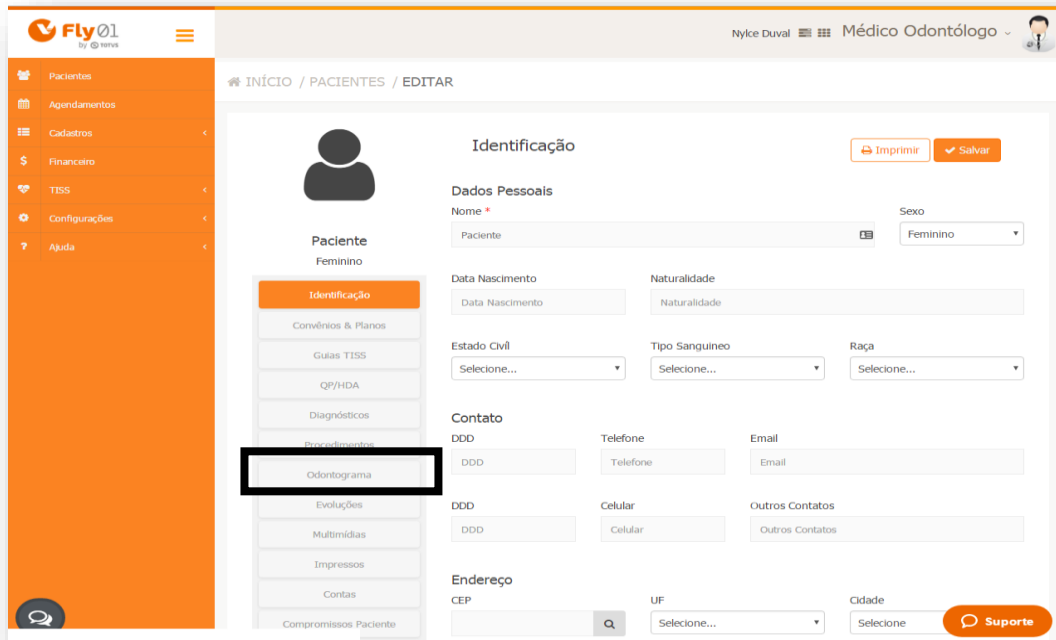 Fly01
by TOTVS
Nylce Duval Médico Odontólogo
Pacientes
Agendamentos
Cadastros
Financeiro
TISS
Configurações
Ajuda
INÍCIO / PACIENTES / EDITAR
Paciente
Feminino
Identificação
Convênios & Planos
Guias TISS
QP/HDA
Diagnósticos
Procedimentos
Odontograma
Evoluções
Multimídias
Impressos
Contas
Compromissos Paciente
Identificação
Imprimir Salvar
Dados Pessoais
Nome * Sexo
Paciente Feminino
Data Nascimento Naturalidade
Data Nascimento Naturalidade
Estado Civíl Tipo Sanguineo Raça
Selecione... Selecione... Selecione...
Contato
DDD Telefone Email
DDD Telefone Email
DDD Celular Outros Contatos
DDD Celular Outros Contatos
Endereço
CEP UF Cidade
Selecione... Selecione
Suporte